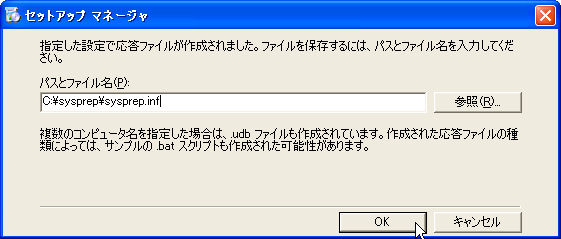 セットアップ マネージャ
指定した設定で応答ファイルが作成されました。ファイルを保存するには、パスとファイル名を入力してくだ
さい。
パスとファイル名(P):
C:¥sysprep¥sysprep.inf
参照(R)...
複数のコンピュータ名を指定した場合は、.udb ファイルも作成されています。作成された応答ファイルの種
類によっては、サンプルの .bat スクリプトも作成された可能性があります。
OK
キャンセル